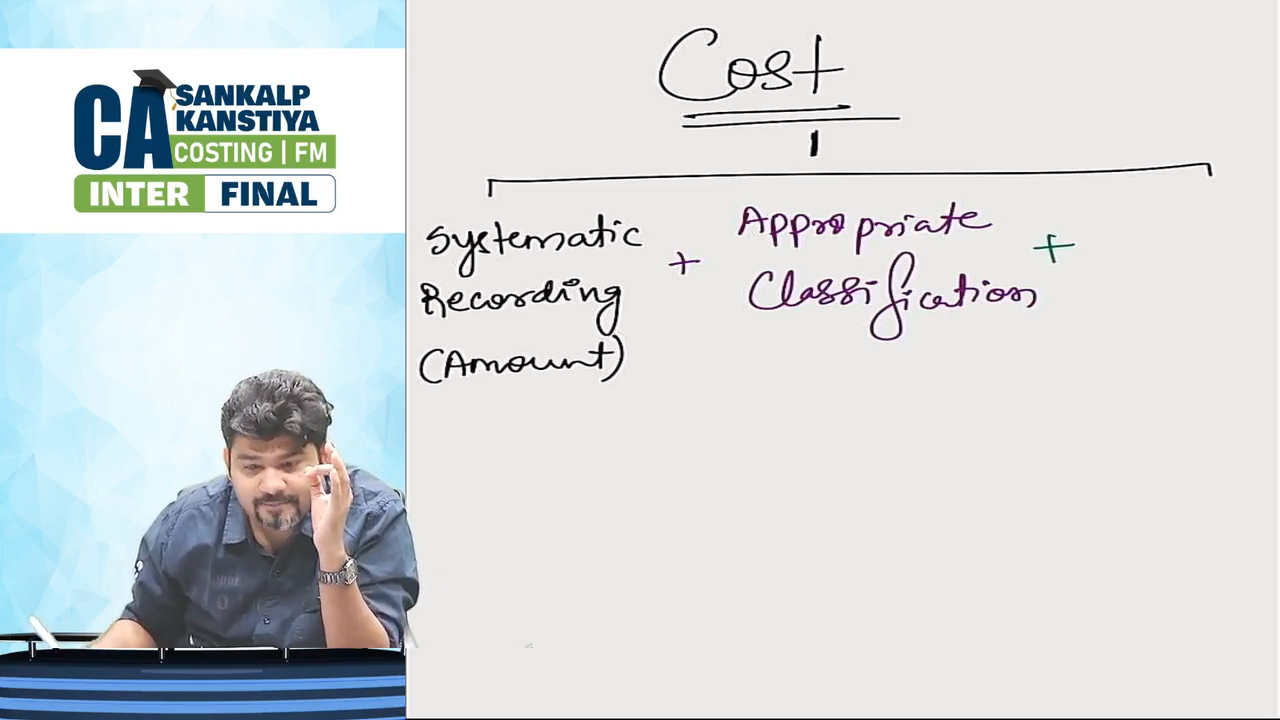 CA SANKALP
KANSTIYA
COSTING | FM
INTER FINAL
Cost
Systematic
Recording
(Amount)
+
Appropriate
Classification
+